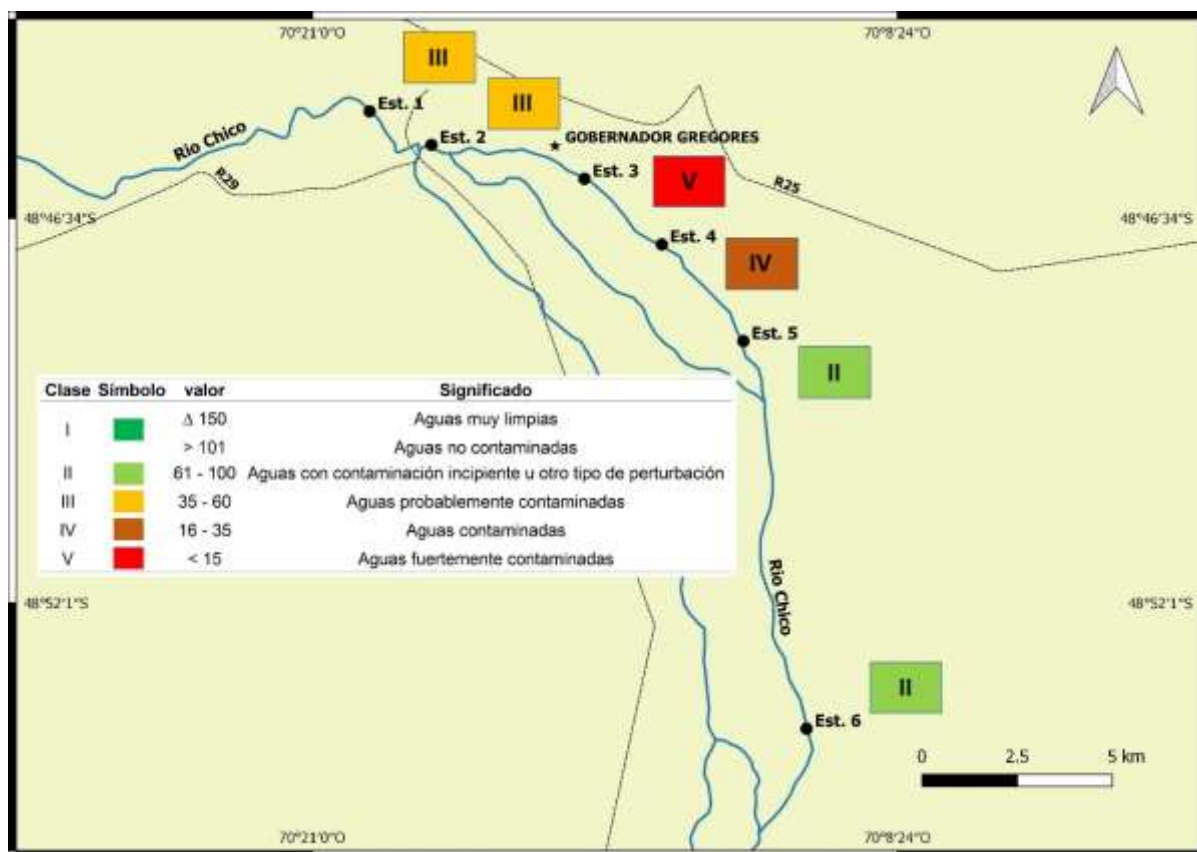 70°21'0"O
70°8'24"O
III
III
Est. 1
Rio Chico
Est. 2
GOBERNADOR GREGORES
R29
Est. 3
V
R25
48°46'34"S
48°46'34"S
Est. 4
IV
Est. 5
II
Clase Símbolo valor Significado
I
Δ 150 Aguas muy limpias
> 101 Aguas no contaminadas
II 61 - 100 Aguas con contaminación incipiente u otro tipo de perturbación
III 35 - 60 Aguas probablemente contaminadas
IV 16 - 35 Aguas contaminadas
V < 15 Aguas fuertemente contaminadas
Rio Chico
48°52'1"S
48°52'1"S
II
Est. 6
0 2.5 5 km
70°21'0"O
70°8'24"O